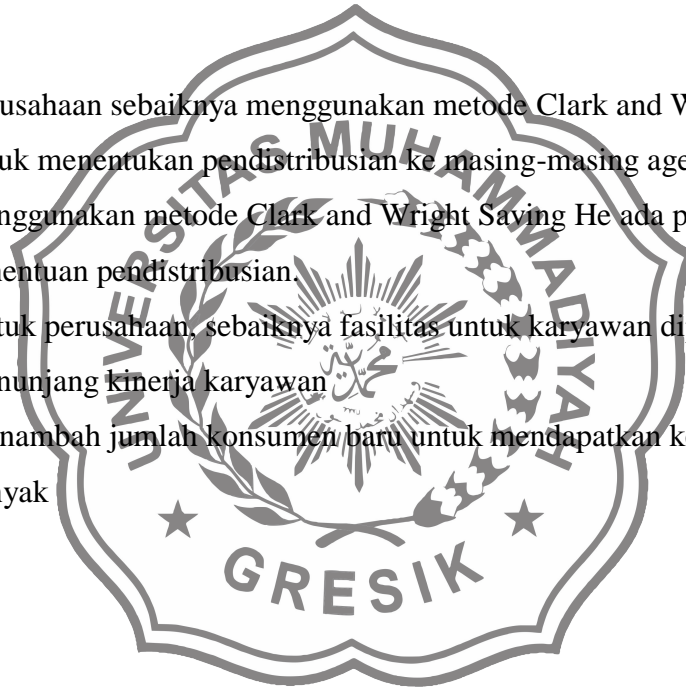 rusahaan sebaiknya menggunakan metode Clark and W
uk menentukan pendistribusian ke masing-masing age
nggunakan metode Clark and Wright Saving He ada p
nentuan pendistribusian.
tuk perusahaan, sebaiknya fasilitas untuk karyawan di
nunjang kinerja karyawan
nambah jumlah konsumen baru untuk mendapatkan k
nyak
UNIVERSITAS MUHAMMADIYAH
GRESIK